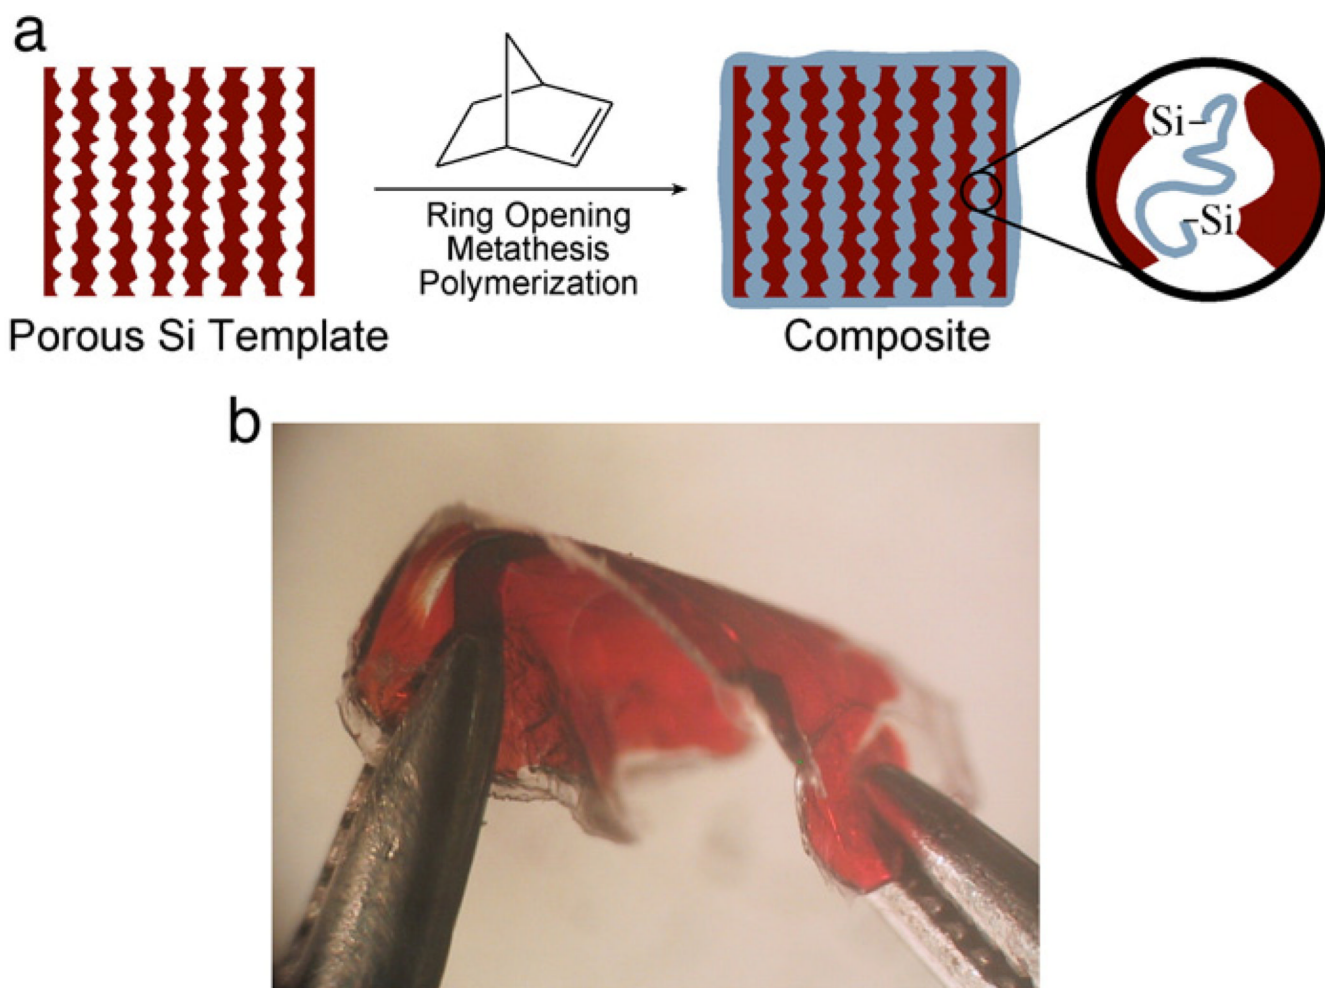 a
Ring Opening
Metathesis
Polymerization
Porous Si Template
Composite
Si
Si
b